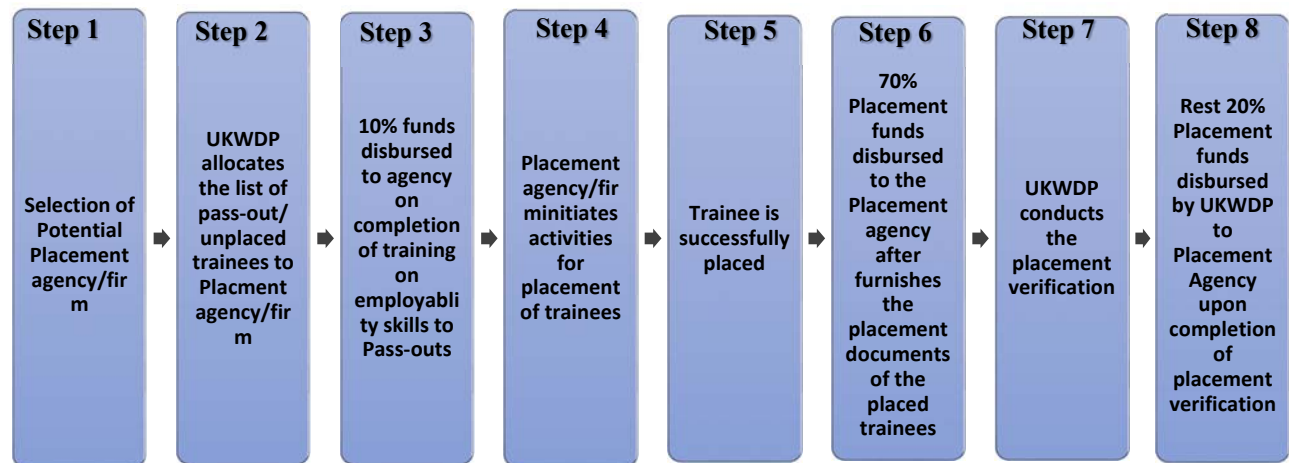 Step 1
Selection of
Potential
Placement
agency/fir
m
Step 2
UKWDP
allocates
the list of
pass-out/
unplaced
trainees to
Placment
agency/fir
m
Step 3
10% funds
disbursed
to agency
on
completion
of training
on
employabli
ty skills to
Pass-outs
Step 4
Placement
agency/fir
minitiates
activities
for
placement
of trainees
Step 5
Trainee is
successfully
placed
Step 6
70%
Placement
funds
disbursed
to the
Placement
agency
after
furnishes
the
placement
documents
of the
placed
trainees
Step 7
UKWDP
conducts
the
placement
verification
Step 8
Rest 20%
Placement
funds
disbursed
by UKWDP
to
Placement
Agency
upon
completion
of
placement
verification